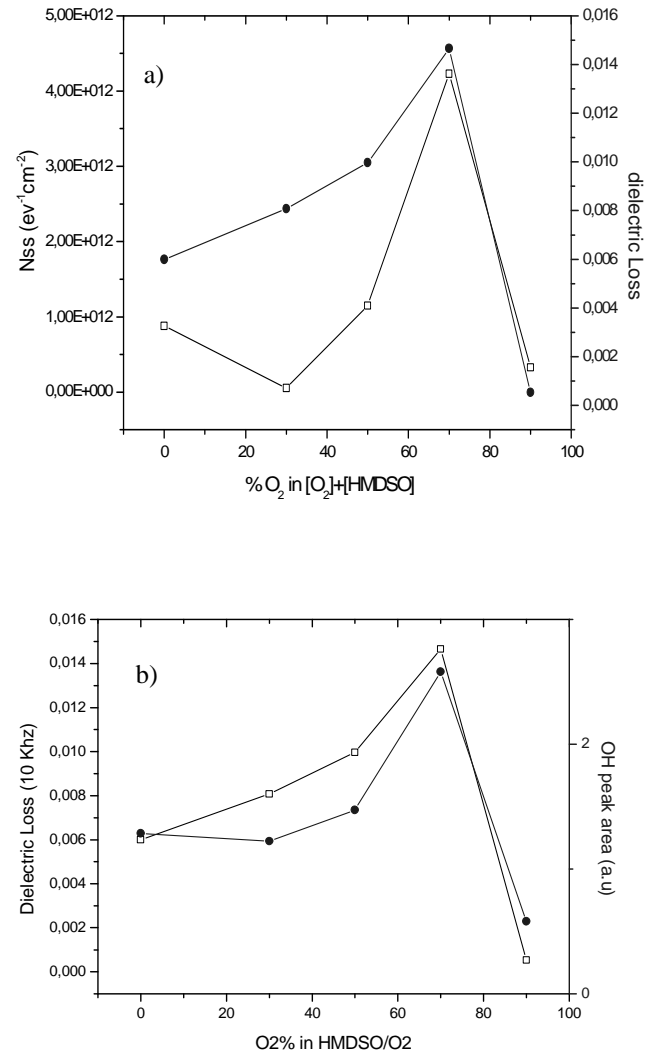 a)
5,00E+012
4,00E+012
3,00E+012
2,00E+012
1,00E+012
0,00E+000
Nss (ev⁻¹cm⁻²)
0,016
0,014
0,012
0,010
0,008
0,006
0,004
0,002
0,000
dielectric Loss
0 20 40 60 80 100
% O₂ in [O₂]+[HMDSO]
b)
0,016
0,014
0,012
0,010
0,008
0,006
0,004
0,002
0,000
Dielectric Loss (10 Khz)
2
0
OH peak area (a.u)
0 20 40 60 80 100
O2% in HMDSO/O2